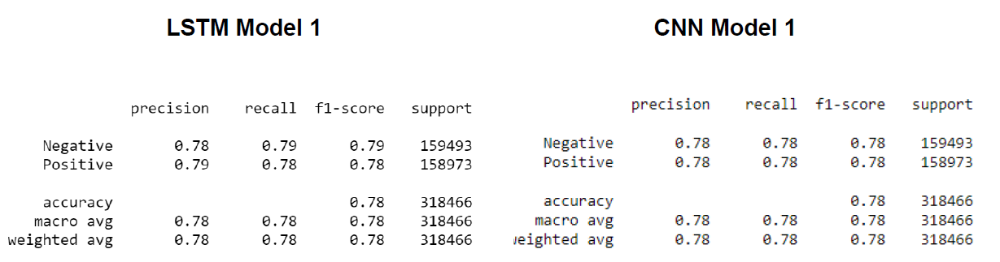 LSTM Model 1
precision recall f1-score support
Negative 0.78 0.79 0.79 159493
Positive 0.79 0.78 0.78 158973
accuracy 0.78 318466
macro avg 0.78 0.78 0.78 318466
weighted avg 0.78 0.78 0.78 318466
CNN Model 1
precision recall f1-score support
Negative 0.78 0.78 0.78 159493
Positive 0.78 0.78 0.78 158973
accuracy 0.78 318466
macro avg 0.78 0.78 0.78 318466
weighted avg 0.78 0.78 0.78 318466